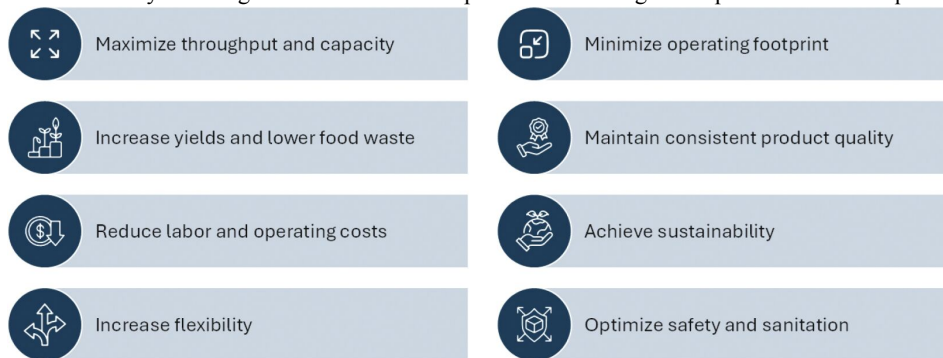 Maximize throughput and capacity
Minimize operating footprint
Increase yields and lower food waste
Maintain consistent product quality
Reduce labor and operating costs
Achieve sustainability
Increase flexibility
Optimize safety and sanitation